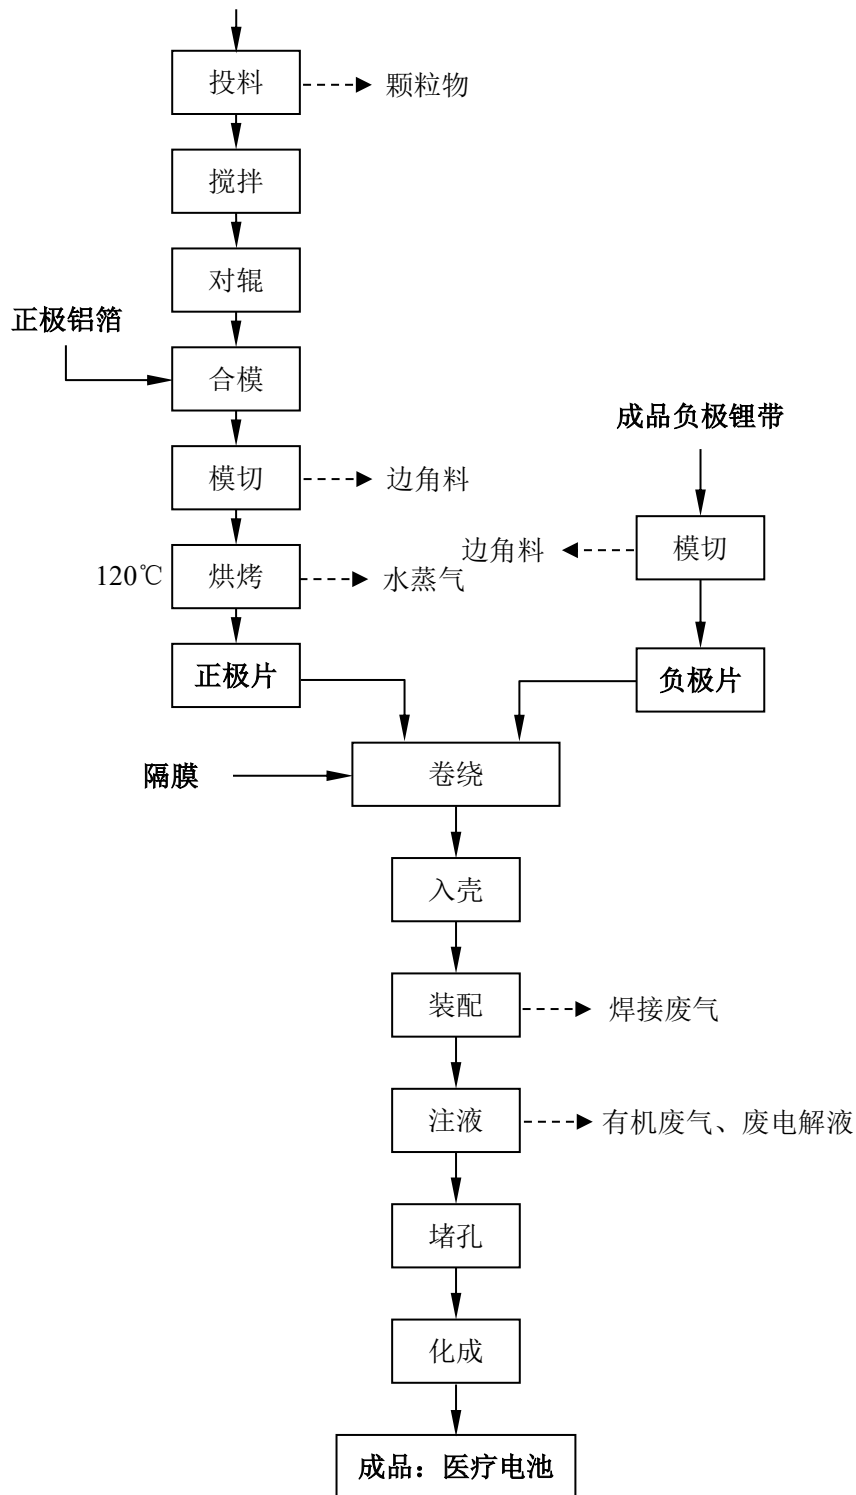 投料
颗粒物
搅拌
对辊
正极铝箔
合模
成品负极锂带
模切
边角料
边角料
模切
120℃
烘烤
水蒸气
正极片
负极片
隔膜
卷绕
入壳
装配
焊接废气
注液
有机废气、废电解液
堵孔
化成
成品：医疗电池